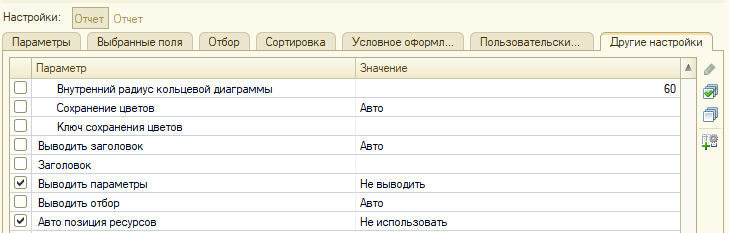 Настройки: Отчет Отчет
Параметры Выбранные поля Отбор Сортировка Условное оформл... Пользовательски... Другие настройки
Параметр Значение
Внутренний радиус кольцевой диаграммы 60
Сохранение цветов Авто
Ключ сохранения цветов
Выводить заголовок Авто
Заголовок
Выводить параметры Не выводить
Выводить отбор Авто
Авто позиция ресурсов Не использовать